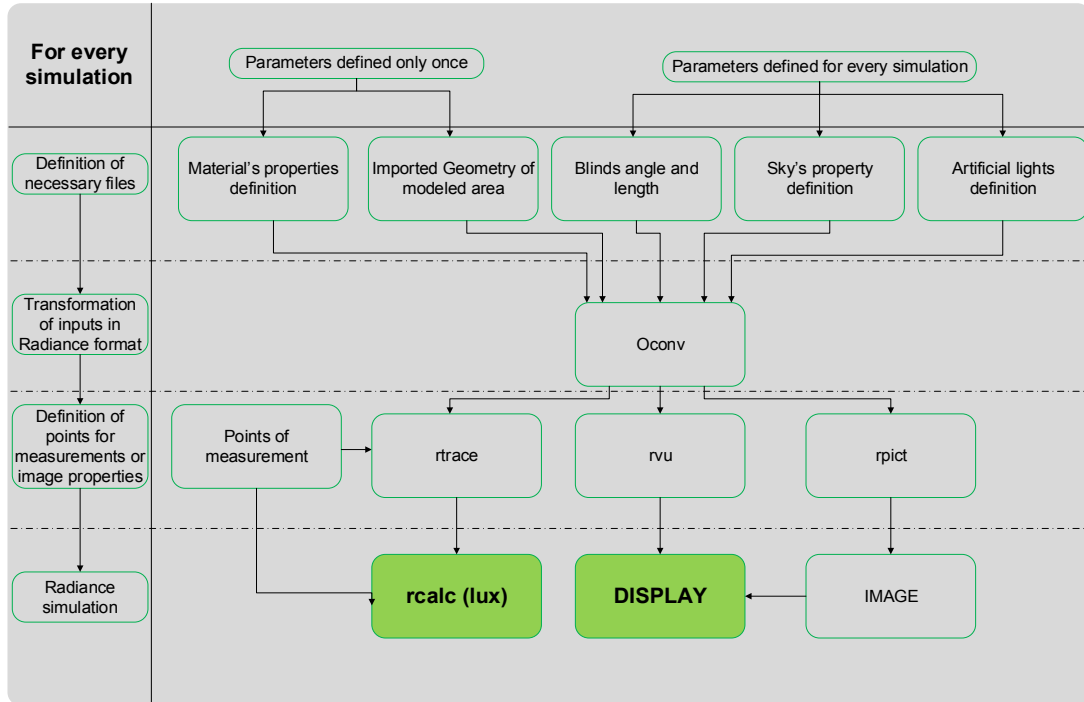 For every
simulation
Parameters defined only once
Parameters defined for every simulation
Definition of
necessary files
Material's properties
definition
Imported Geometry of
modeled area
Blinds angle and
length
Sky's property
definition
Artificial lights
definition
Transformation
of inputs in
Radiance format
Oconv
Definition of
points for
measurements or
image properties
Points of
measurement
rtrace
rvu
rpict
Radiance
simulation
rcalc (lux)
DISPLAY
IMAGE